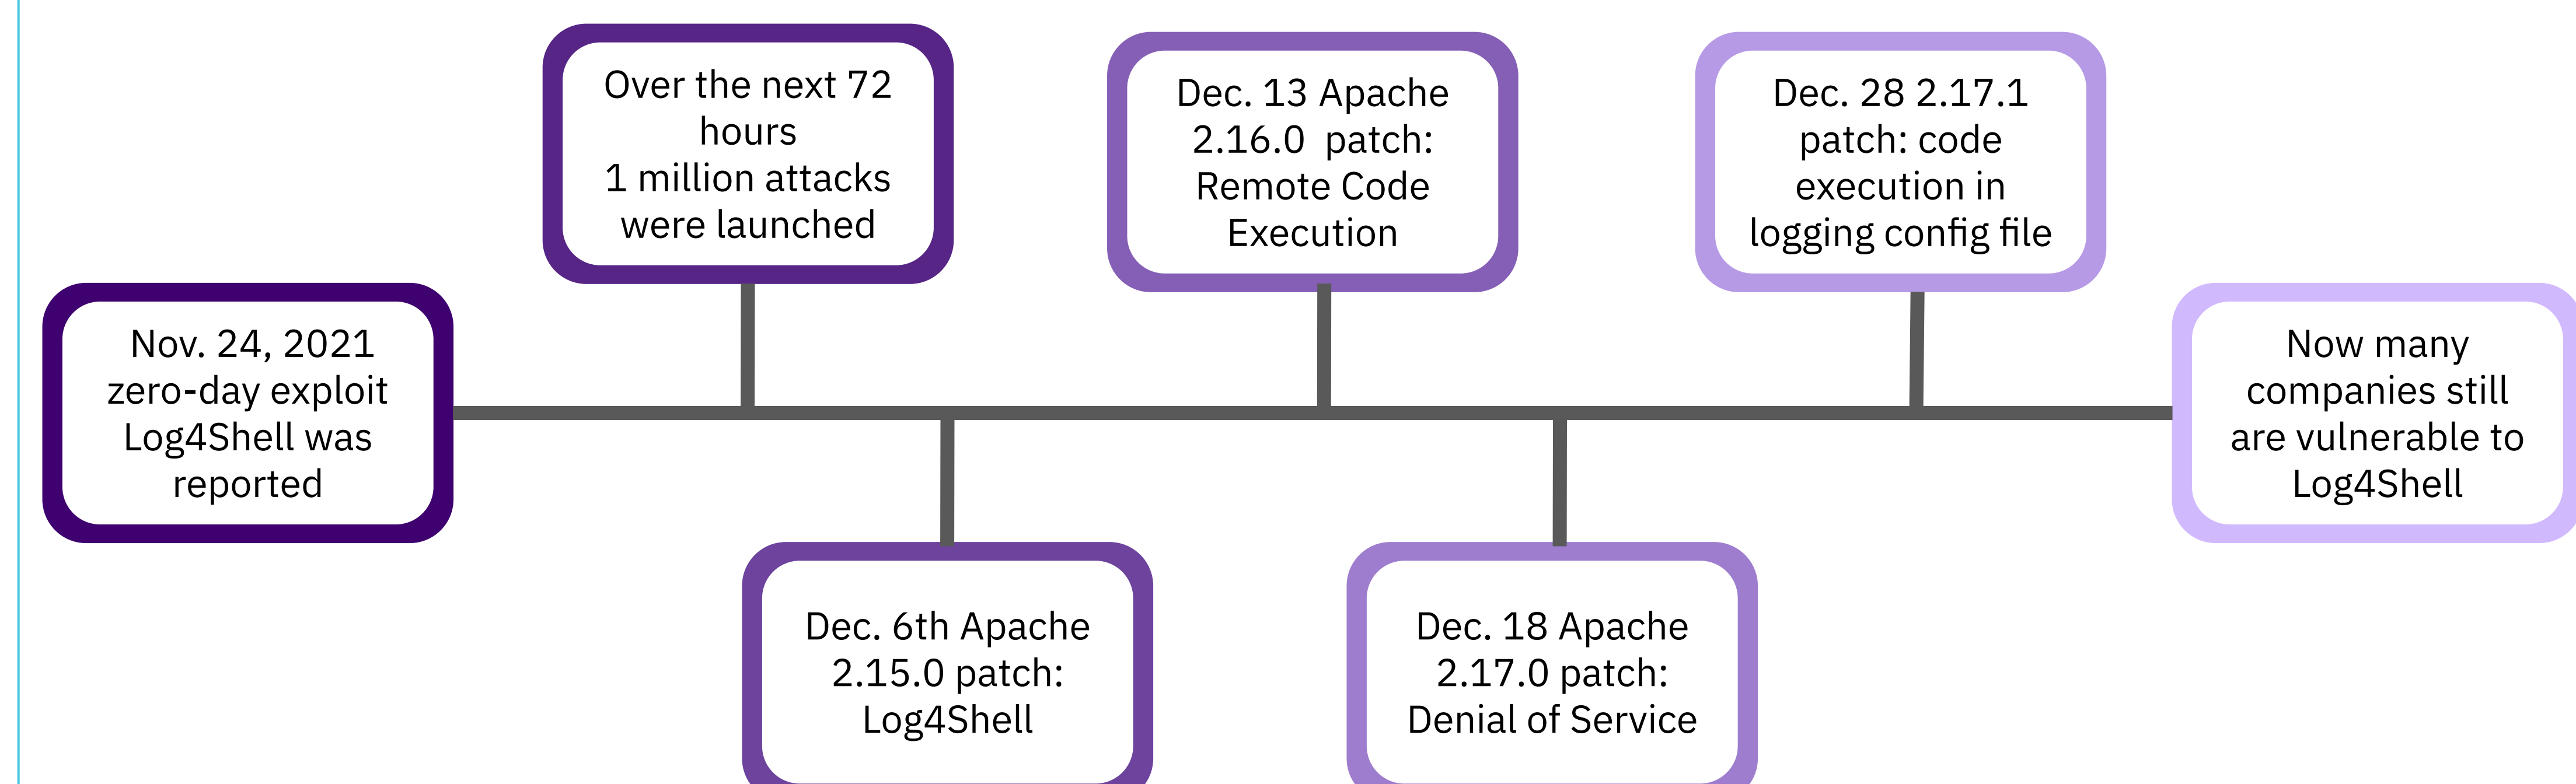 Nov. 24, 2021
zero-day exploit
Log4Shell was
reported
Over the next 72
hours
1 million attacks
were launched
Dec. 6th Apache
2.15.0 patch:
Log4Shell
Dec. 13 Apache
2.16.0  patch:
Remote Code
Execution
Dec. 18 Apache
2.17.0 patch:
Denial of Service
Dec. 28 2.17.1
patch: code
execution in
logging config file
Now many
companies still
are vulnerable to
Log4Shell